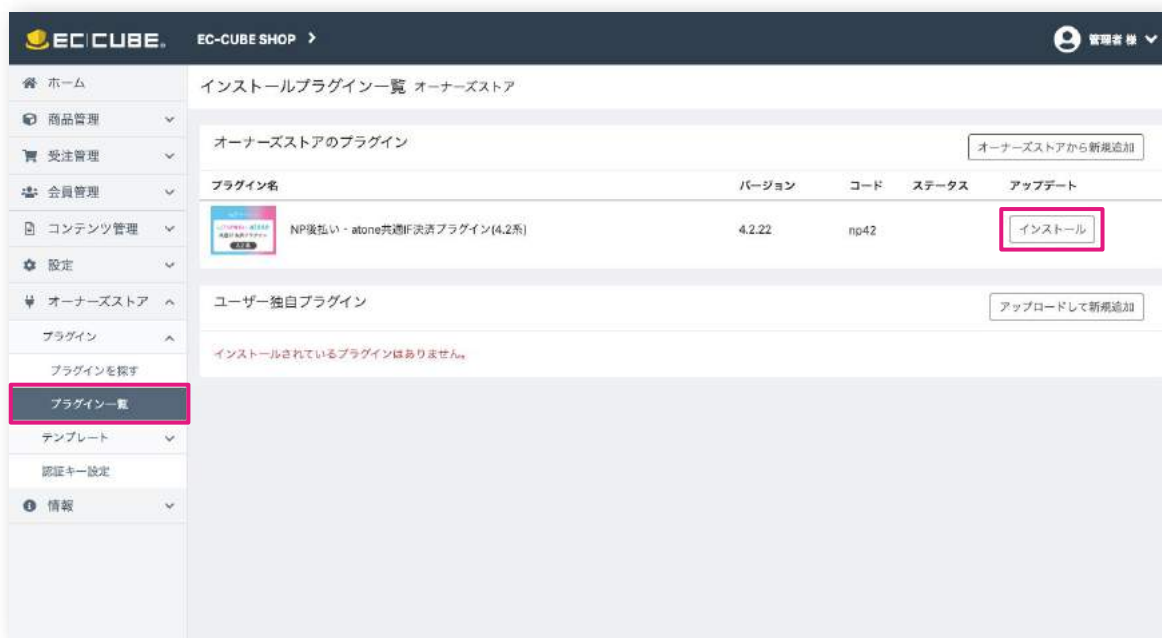 EC CUBE®
EC-CUBE SHOP
管理者 様
ホーム
商品管理
受注管理
会員管理
コンテンツ管理
設定
オーナーズストア
プラグイン
プラグインを探す
プラグイン一覧
テンプレート
認証キー設定
情報
インストールプラグイン一覧 オーナーズストア
オーナーズストアのプラグイン
オーナーズストアから新規追加
プラグイン名 バージョン コード ステータス アップデート
NP後払い・atone共通IF決済プラグイン(4.2系) 4.2.22 np42 インストール
ユーザー独自プラグイン
アップロードして新規追加
インストールされているプラグインはありません。